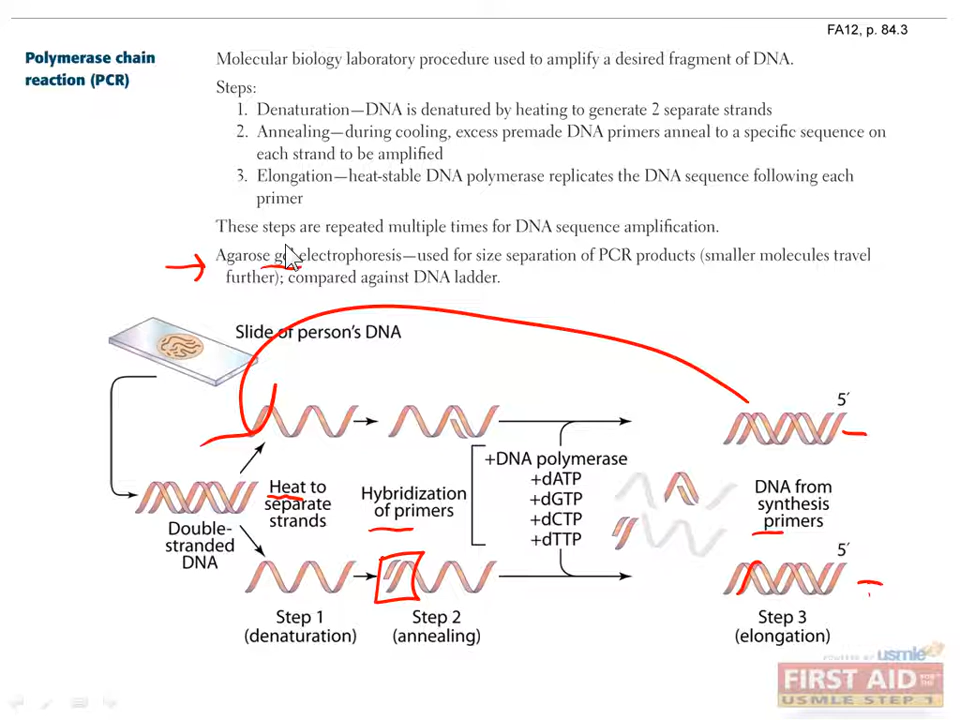 FA12, p. 84.3
Polymerase chain
reaction (PCR)
Molecular biology laboratory procedure used to amplify a desired fragment of DNA.
Steps:
1. Denaturation—DNA is denatured by heating to generate 2 separate strands
2. Annealing—during cooling, excess premade DNA primers anneal to a specific sequence on
each strand to be amplified
3. Elongation—heat-stable DNA polymerase replicates the DNA sequence following each
primer
These steps are repeated multiple times for DNA sequence amplification.
Agarose gel electrophoresis—used for size separation of PCR products (smaller molecules travel
further); compared against DNA ladder.
Slide of person's DNA
Double-
stranded
DNA
Heat to
separate
strands
Hybridization
of primers
+DNA polymerase
+dATP
+dGTP
+dCTP
+dTTP
5´
DNA from
synthesis
primers
5´
Step 1
(denaturation)
Step 2
(annealing)
Step 3
(elongation)
POWERED BY usmle
FIRST AID FOR THE
USMLE STEP 1